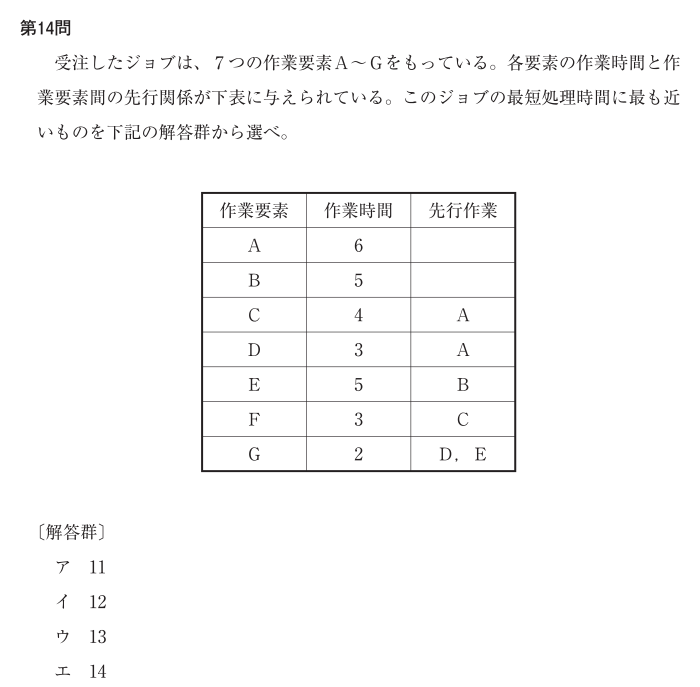 第14問
受注したジョブは、７つの作業要素Ａ～Ｇをもっている。各要素の作業時間と作
業要素間の先行関係が下表に与えられている。このジョブの最短処理時間に最も近
いものを下記の解答群から選べ。
作業要素 作業時間 先行作業
A 6
B 5
C 4 A
D 3 A
E 5 B
F 3 C
G 2 D，E
〔解答群〕
ア 11
イ 12
ウ 13
エ 14